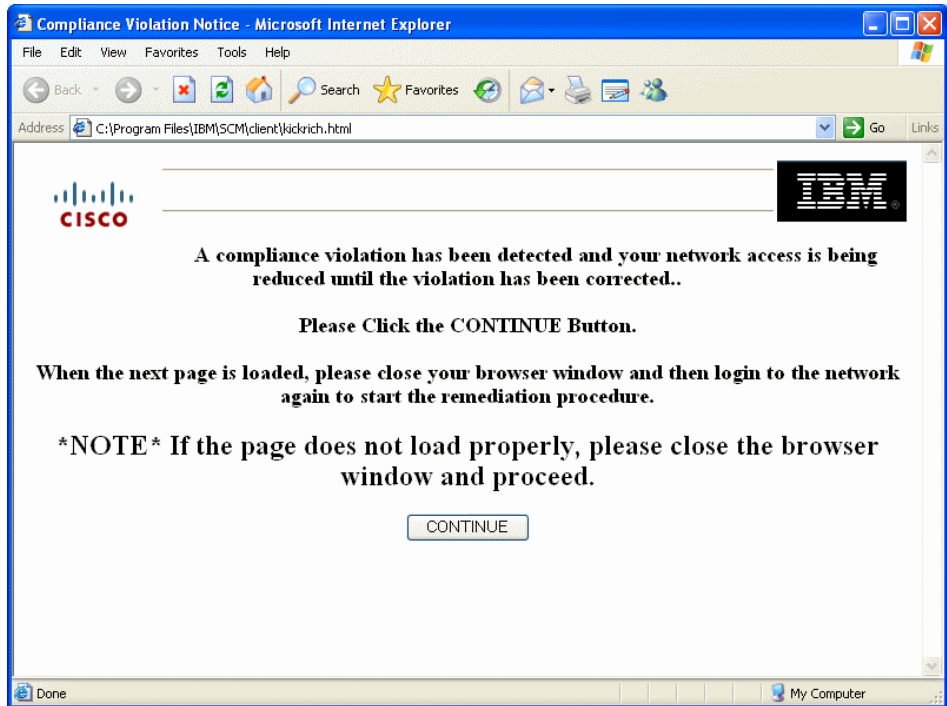 Compliance Violation Notice - Microsoft Internet Explorer
File Edit View Favorites Tools Help
Back Search Favorites
Address C:\Program Files\IBM\SCM\client\kickrich.html Go Links
CISCO
IBM®
A compliance violation has been detected and your network access is being
reduced until the violation has been corrected..
Please Click the CONTINUE Button.
When the next page is loaded, please close your browser window and then login to the network
again to start the remediation procedure.
*NOTE* If the page does not load properly, please close the browser
window and proceed.
CONTINUE
Done My Computer